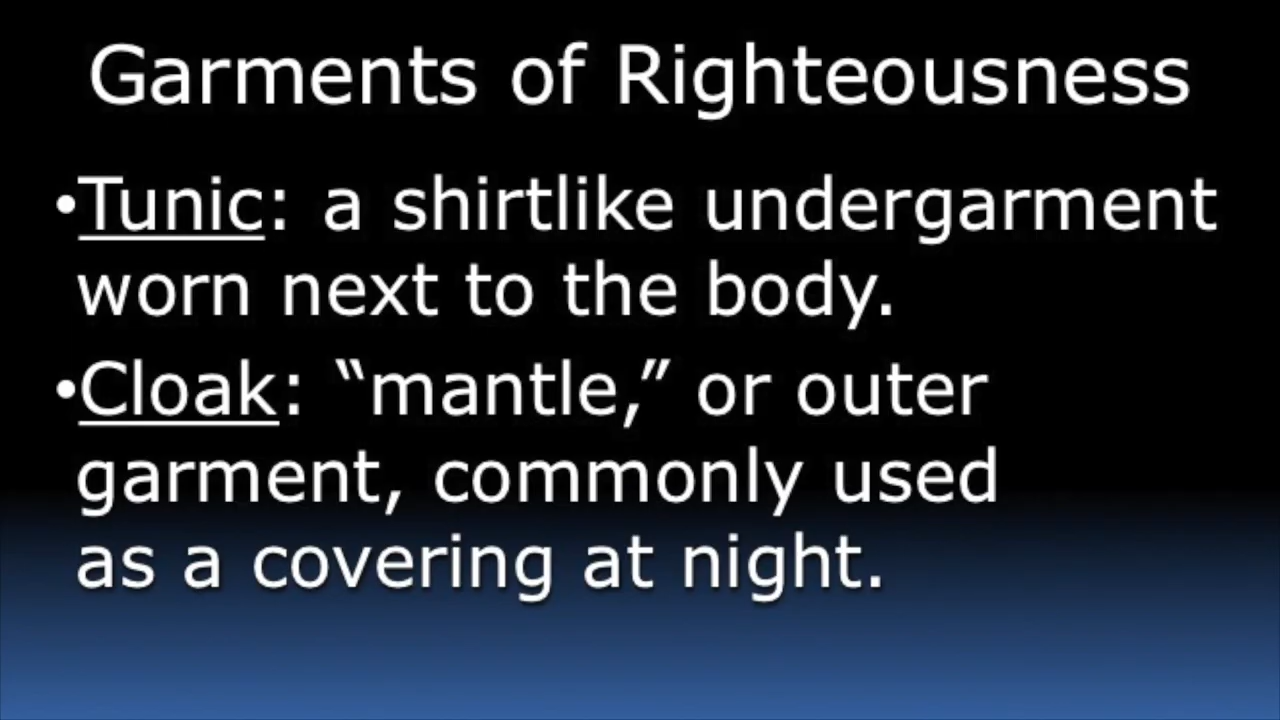 Garments of Righteousness
•Tunic: a shirtlike undergarment
worn next to the body.
•Cloak: “mantle,” or outer
garment, commonly used
as a covering at night.